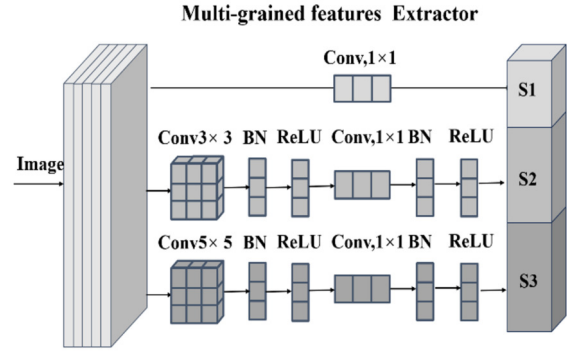 Multi-grained features Extractor
Conv,1×1
S1
Conv3× 3 BN ReLU Conv,1×1 BN ReLU
Image
S2
Conv5× 5 BN ReLU Conv,1×1 BN ReLU
S3